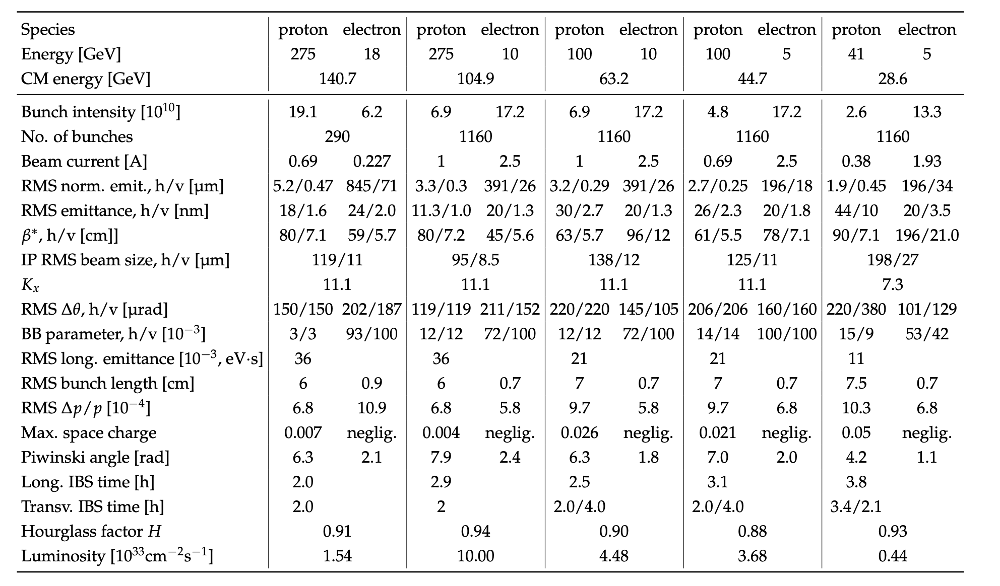 Species proton electron proton electron proton electron proton electron proton electron
Energy [GeV] 275 18 275 10 100 10 100 5 41 5
CM energy [GeV] 140.7 104.9 63.2 44.7 28.6
Bunch intensity [10¹⁰] 19.1 6.2 6.9 17.2 6.9 17.2 4.8 17.2 2.6 13.3
No. of bunches 290 1160 1160 1160 1160
Beam current [A] 0.69 0.227 1 2.5 1 2.5 0.69 2.5 0.38 1.93
RMS norm. emit., h/v [µm] 5.2/0.47 845/71 3.3/0.3 391/26 3.2/0.29 391/26 2.7/0.25 196/18 1.9/0.45 196/34
RMS emittance, h/v [nm] 18/1.6 24/2.0 11.3/1.0 20/1.3 30/2.7 20/1.3 26/2.3 20/1.8 44/10 20/3.5
β*, h/v [cm]] 80/7.1 59/5.7 80/7.2 45/5.6 63/5.7 96/12 61/5.5 78/7.1 90/7.1 196/21.0
IP RMS beam size, h/v [µm] 119/11 95/8.5 138/12 125/11 198/27
Kₓ 11.1 11.1 11.1 11.1 7.3
RMS Δθ, h/v [µrad] 150/150 202/187 119/119 211/152 220/220 145/105 206/206 160/160 220/380 101/129
BB parameter, h/v [10⁻³] 3/3 93/100 12/12 72/100 12/12 72/100 14/14 100/100 15/9 53/42
RMS long. emittance [10⁻³, eV·s] 36 36 21 21 11
RMS bunch length [cm] 6 0.9 6 0.7 7 0.7 7 0.7 7.5 0.7
RMS Δp/p [10⁻⁴] 6.8 10.9 6.8 5.8 9.7 5.8 9.7 6.8 10.3 6.8
Max. space charge 0.007 neglig. 0.004 neglig. 0.026 neglig. 0.021 neglig. 0.05 neglig.
Piwinski angle [rad] 6.3 2.1 7.9 2.4 6.3 1.8 7.0 2.0 4.2 1.1
Long. IBS time [h] 2.0 2.9 2.5 3.1 3.8
Transv. IBS time [h] 2.0 2 2.0/4.0 2.0/4.0 3.4/2.1
Hourglass factor H 0.91 0.94 0.90 0.88 0.93
Luminosity [10³³cm⁻²s⁻¹] 1.54 10.00 4.48 3.68 0.44